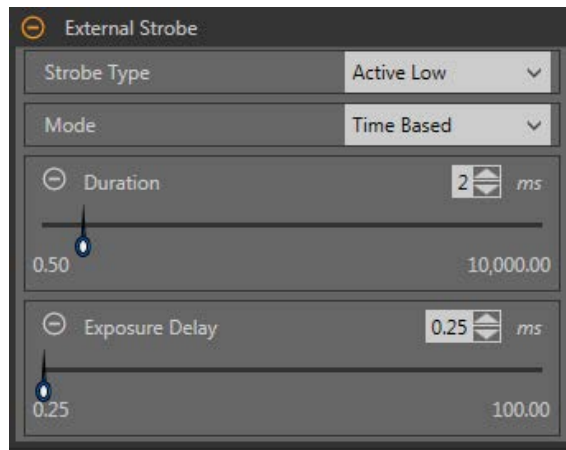 External Strobe
Strobe Type Active Low
Mode Time Based
Duration 2 ms
0.50 10,000.00
Exposure Delay 0.25 ms
0.25 100.00